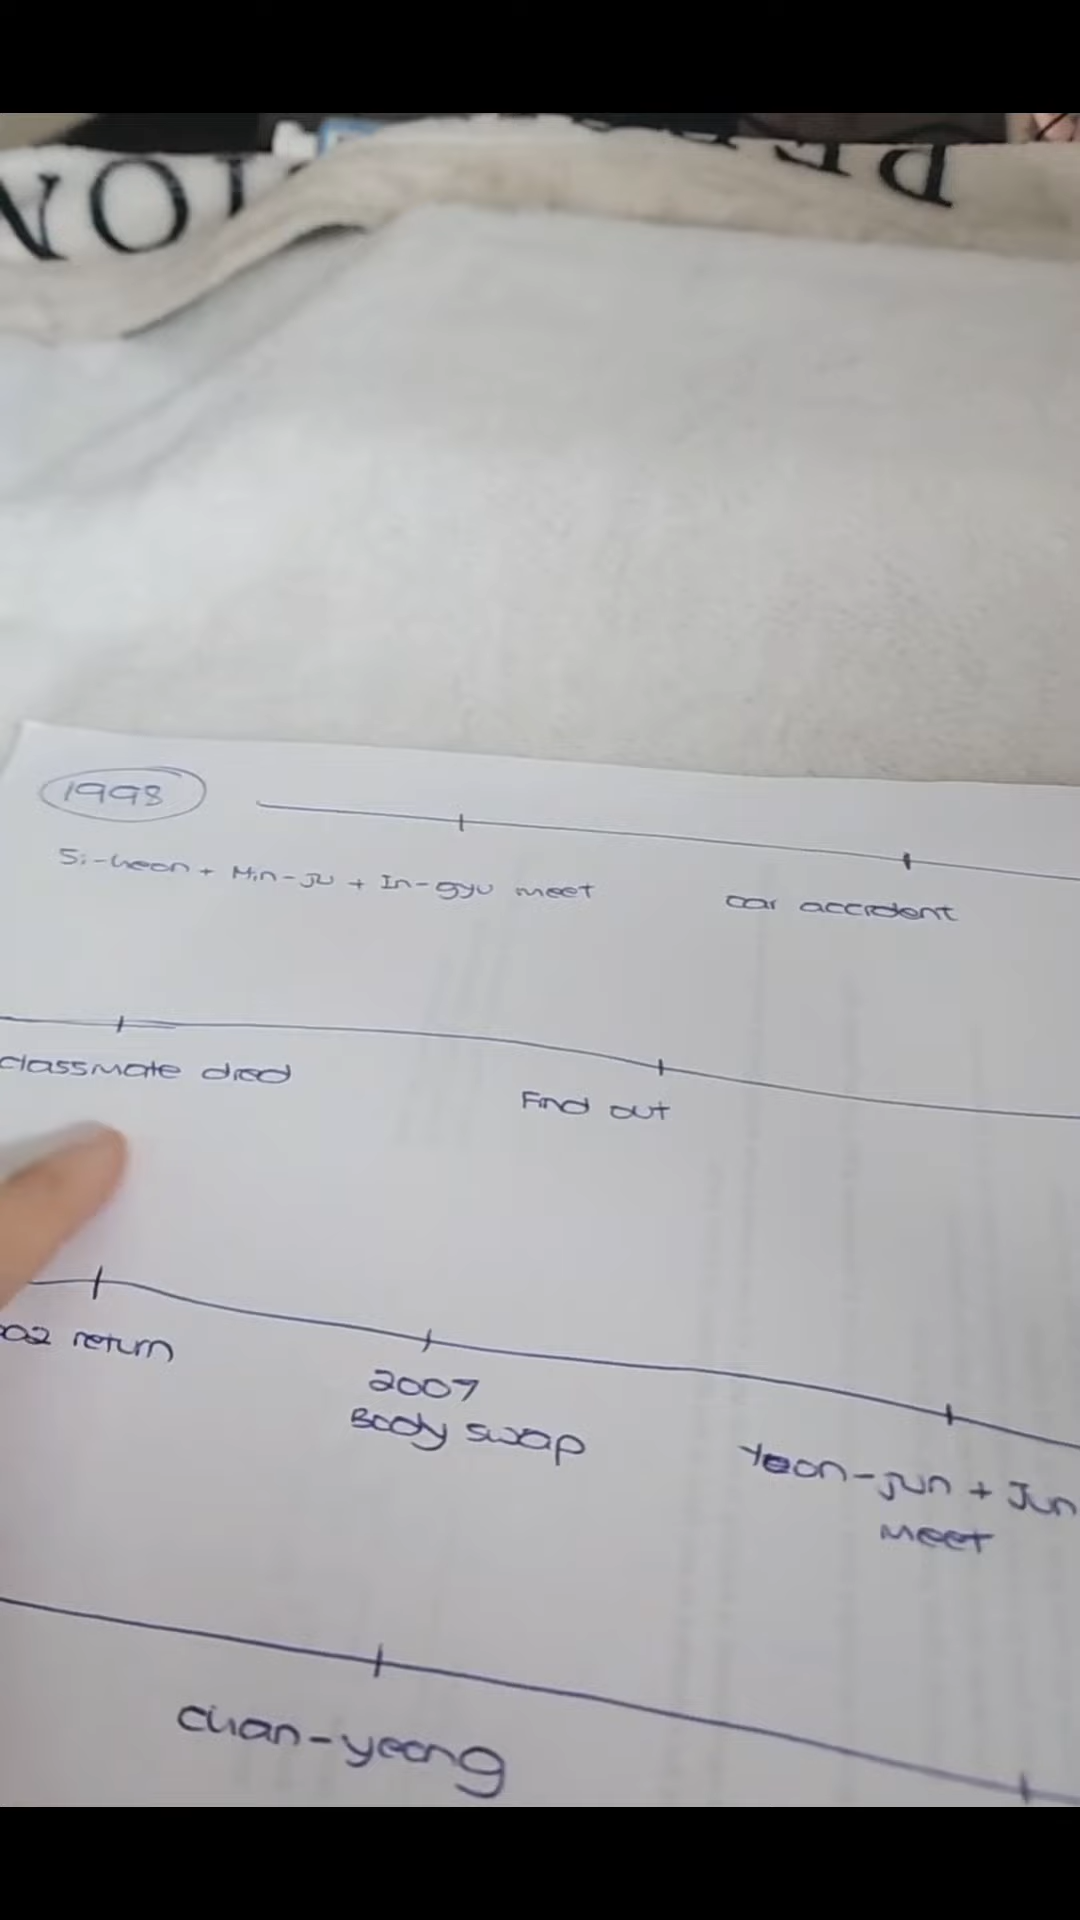 1998
Si-heon + Min-ju + In-gyu meet
car accident
classmate died
Find out
002 return
2007
Body swap
Yeon-jun + Jun
meet
Chan-yeong